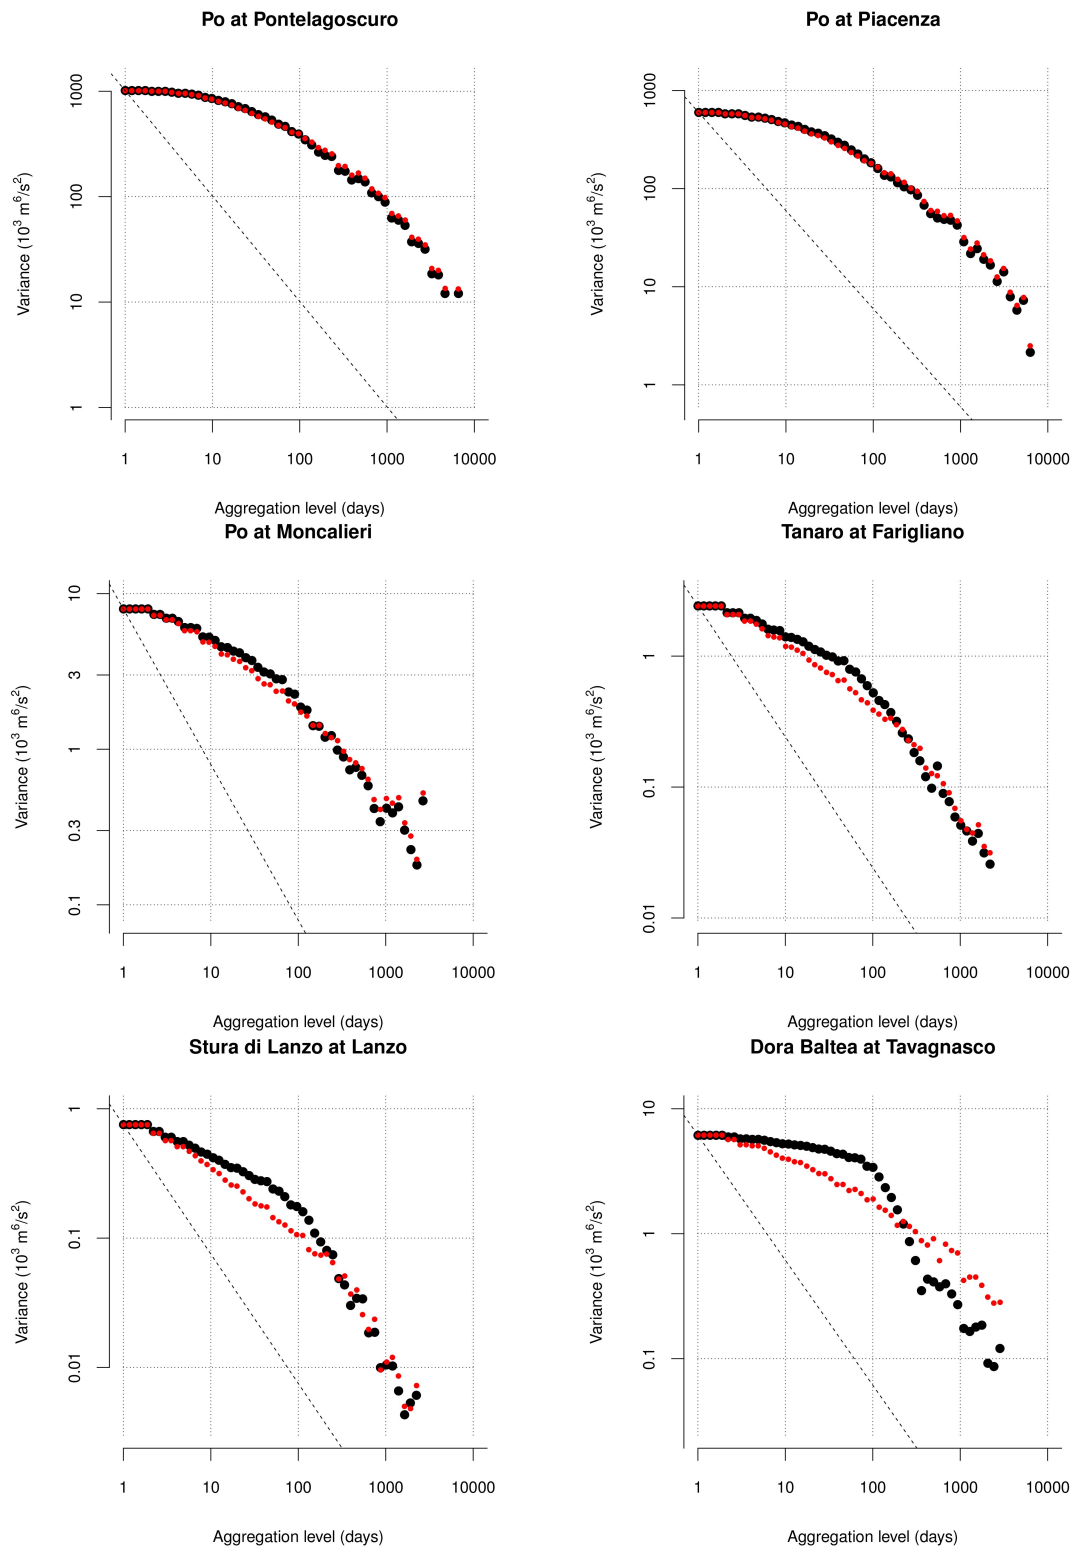 Po at Pontelagoscuro
Variance (10³ m⁶/s²)
1000
100
10
1
1 10 100 1000 10000
Aggregation level (days)
Po at Piacenza
Variance (10³ m⁶/s²)
1000
100
10
1
1 10 100 1000 10000
Aggregation level (days)
Po at Moncalieri
Variance (10³ m⁶/s²)
10
3
1
0.3
0.1
1 10 100 1000 10000
Aggregation level (days)
Tanaro at Farigliano
Variance (10³ m⁶/s²)
1
0.1
0.01
1 10 100 1000 10000
Aggregation level (days)
Stura di Lanzo at Lanzo
Variance (10³ m⁶/s²)
1
0.1
0.01
1 10 100 1000 10000
Aggregation level (days)
Dora Baltea at Tavagnasco
Variance (10³ m⁶/s²)
10
1
0.1
1 10 100 1000 10000
Aggregation level (days)